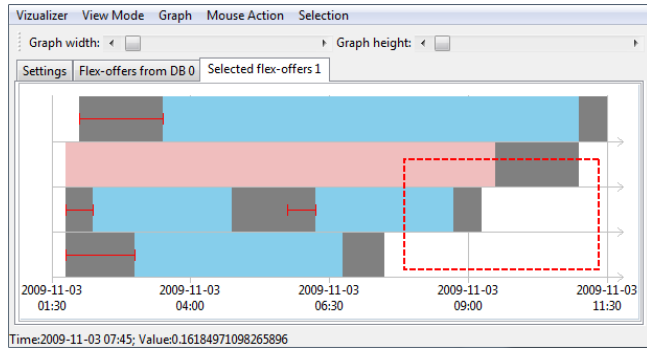 Vizualizer View Mode Graph Mouse Action Selection
Graph width: Graph height:
Settings Flex-offers from DB 0 Selected flex-offers 1
2009-11-03 2009-11-03 2009-11-03 2009-11-03 2009-11-03
01:30 04:00 06:30 09:00 11:30
Time:2009-11-03 07:45; Value:0.16184971098265896